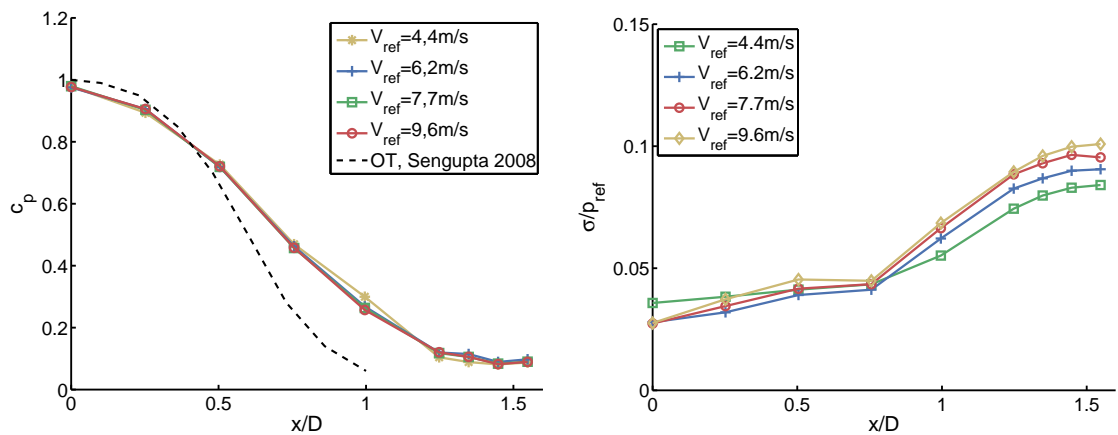 1.2
1
0.8
0.6
0.4
0.2
0
0
0.5
1
1.5
c_p
x/D
V_ref=4,4m/s
V_ref=6,2m/s
V_ref=7,7m/s
V_ref=9,6m/s
OT, Sengupta 2008
0.15
0.10
0.05
0
0
0.5
1
1.5
σ/p_ref
x/D
V_ref=4.4m/s
V_ref=6.2m/s
V_ref=7.7m/s
V_ref=9.6m/s